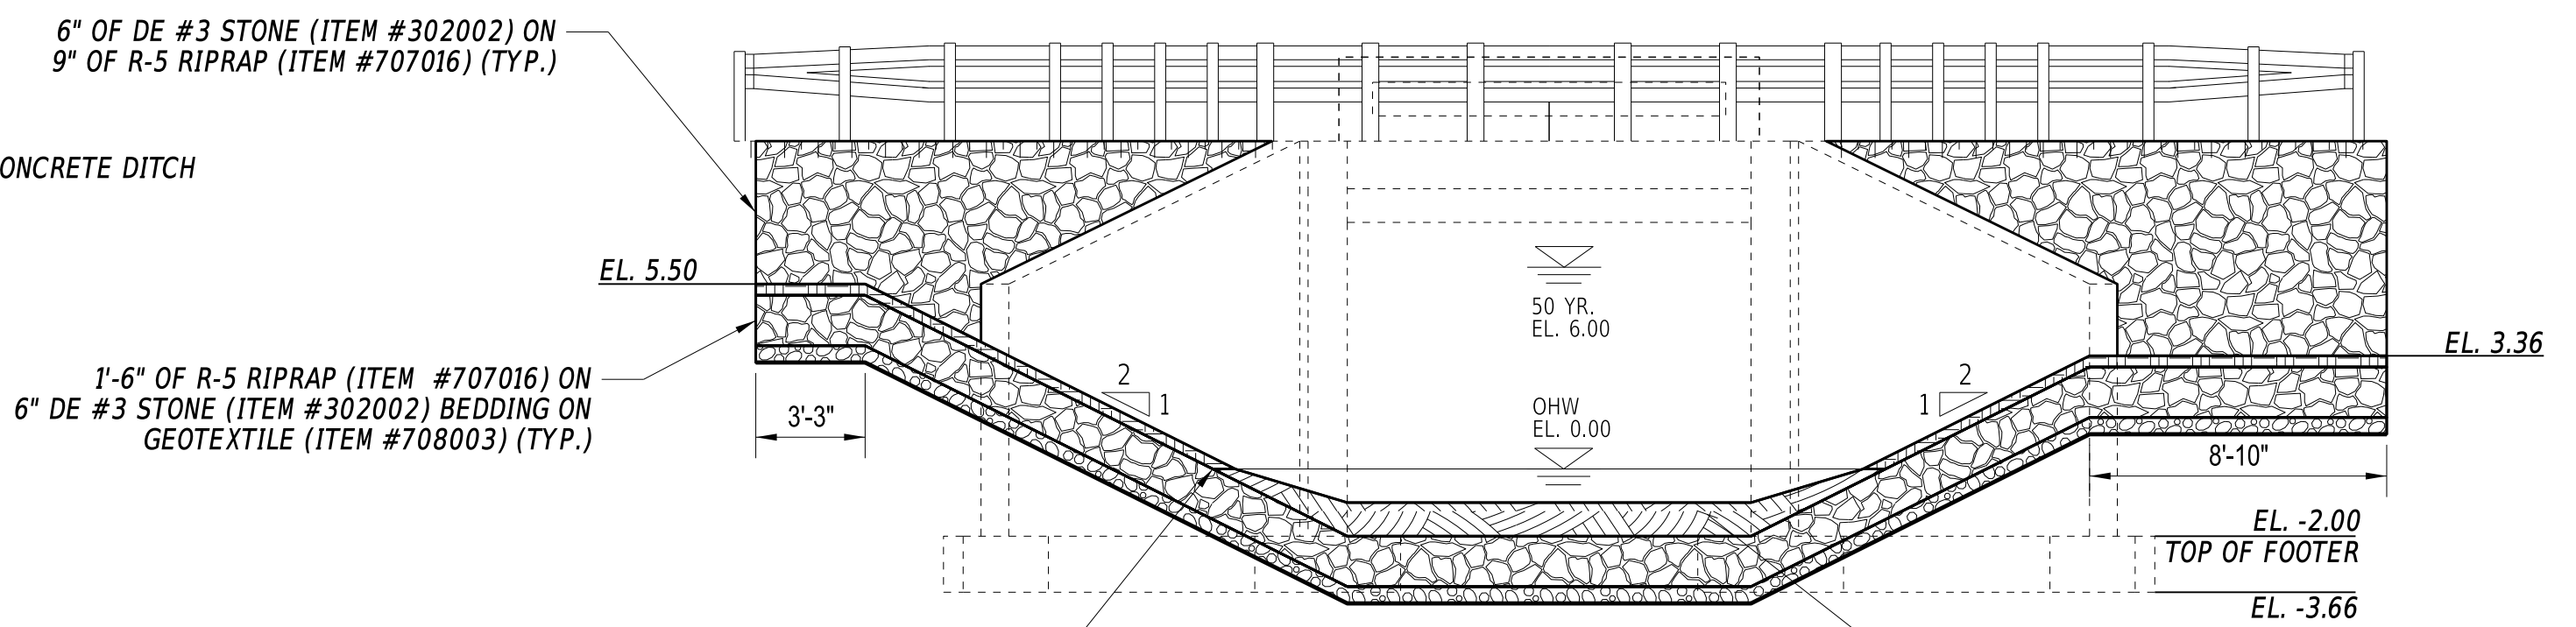 6" OF DE #3 STONE (ITEM #302002) ON
9" OF R-5 RIPRAP (ITEM #707016) (TYP.)
ONCRETE DITCH
EL. 5.50
1'-6" OF R-5 RIPRAP (ITEM #707016) ON
6" DE #3 STONE (ITEM #302002) BEDDING ON
GEOTEXTILE (ITEM #708003) (TYP.)
3'-3"
2
1
50 YR.
EL. 6.00
OHW
EL. 0.00
2
1
EL. 3.36
8'-10"
EL. -2.00
TOP OF FOOTER
EL. -3.66